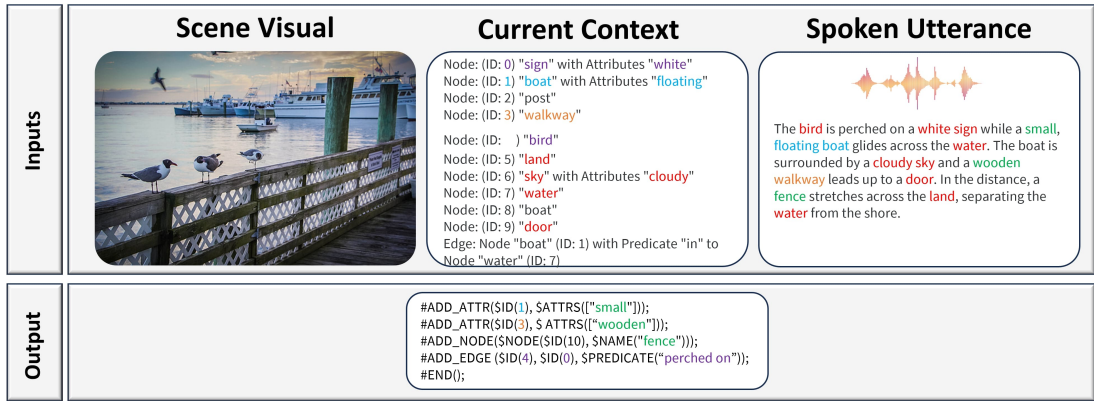 Scene Visual
Current Context
Spoken Utterance
Inputs
Node: (ID: 0) "sign" with Attributes "white"
Node: (ID: 1) "boat" with Attributes "floating"
Node: (ID: 2) "post"
Node: (ID: 3) "walkway"
Node: (ID: ) "bird"
Node: (ID: 5) "land"
Node: (ID: 6) "sky" with Attributes "cloudy"
Node: (ID: 7) "water"
Node: (ID: 8) "boat"
Node: (ID: 9) "door"
Edge: Node "boat" (ID: 1) with Predicate "in" to
Node "water" (ID: 7)
The bird is perched on a white sign while a small,
floating boat glides across the water. The boat is
surrounded by a cloudy sky and a wooden
walkway leads up to a door. In the distance, a
fence stretches across the land, separating the
water from the shore.
Output
#ADD_ATTR($ID(1), $ATTRS(["small"]));
#ADD_ATTR($ID(3), $ ATTRS([“wooden"]));
#ADD_NODE($NODE($ID(10), $NAME("fence")));
#ADD_EDGE ($ID(4), $ID(0), $PREDICATE(“perched on”));
#END();